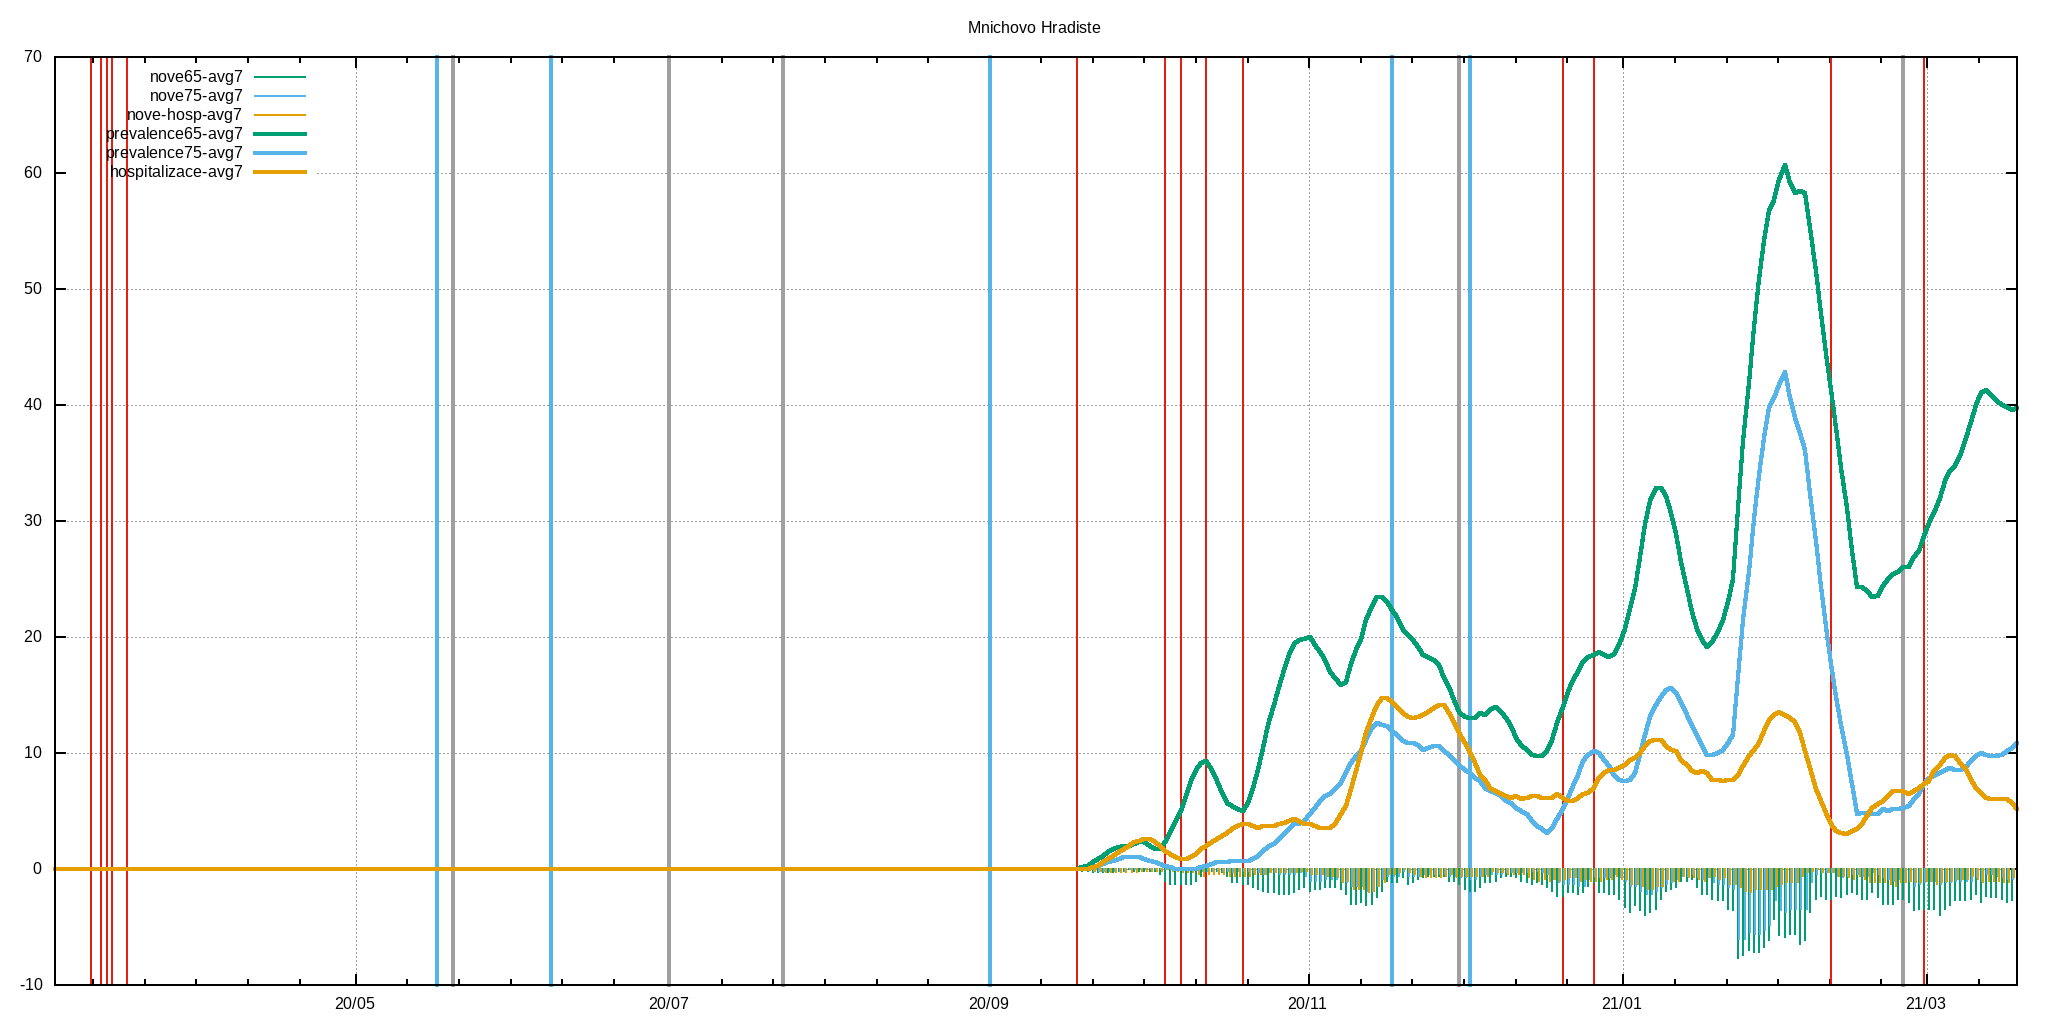 Mnichovo Hradiste
70
60
50
40
30
20
10
0
-10
nove65-avg7
nove75-avg7
nove-hosp-avg7
prevalence65-avg7
prevalence75-avg7
hospitalizace-avg7
20/05 20/07 20/09 20/11 21/01 21/03